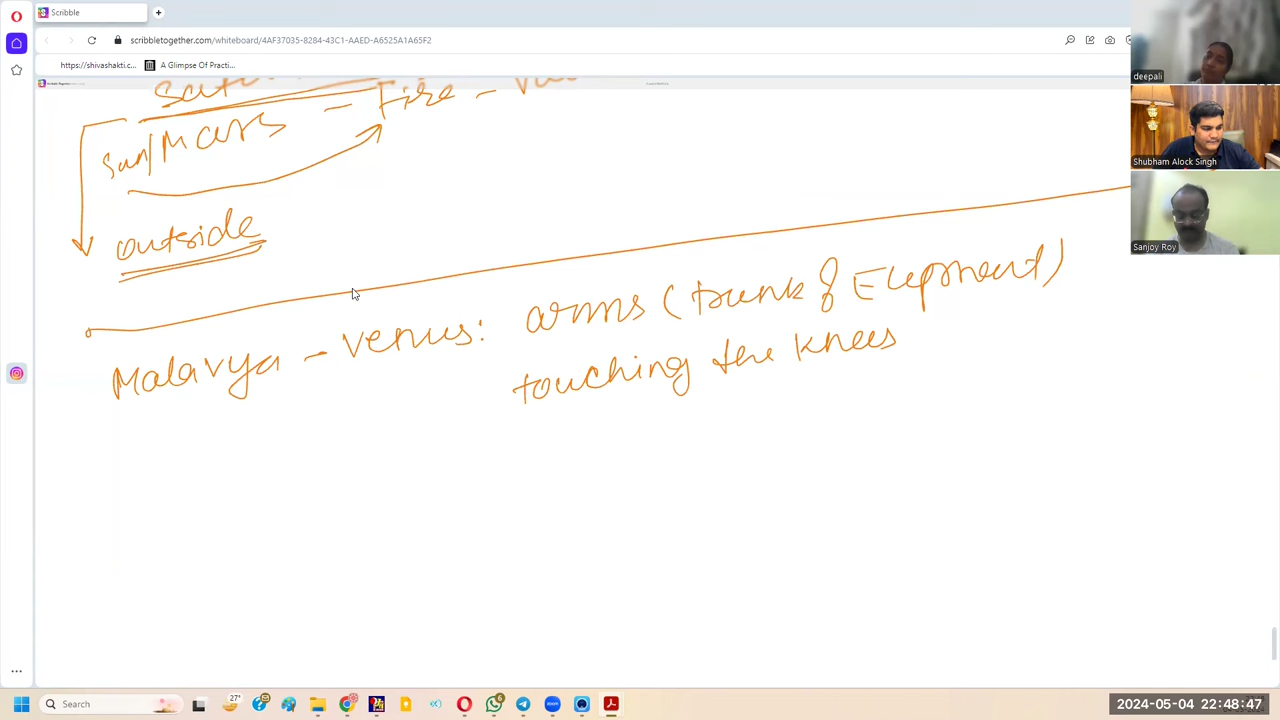 Scribble
scribbletogether.com/whiteboard/4AF37035-8284-43C1-AAED-A6525A1A65F2
https://shivashakti.c...
A Glimpse Of Practi...
deepali
Shubham Alock Singh
Sanjoy Roy
Sun/Mars - Fire -
outside
Malavya - Venus: arms (trunk of Elephant)
touching the knees
Search
27°
6
2024-05-04 22:48:47